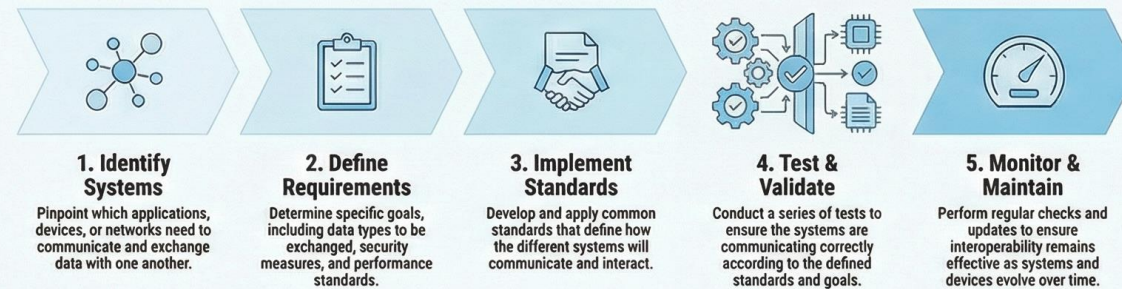 1. Identify
Systems
Pinpoint which applications,
devices, or networks need to
communicate and exchange
data with one another.
2. Define
Requirements
Determine specific goals,
including data types to be
exchanged, security
measures, and performance
standards.
3. Implement
Standards
Develop and apply common
standards that define how
the different systems will
communicate and interact.
4. Test &
Validate
Conduct a series of tests to
ensure the systems are
communicating correctly
according to the defined
standards and goals.
5. Monitor &
Maintain
Perform regular checks and
updates to ensure
interoperability remains
effective as systems and
devices evolve over time.